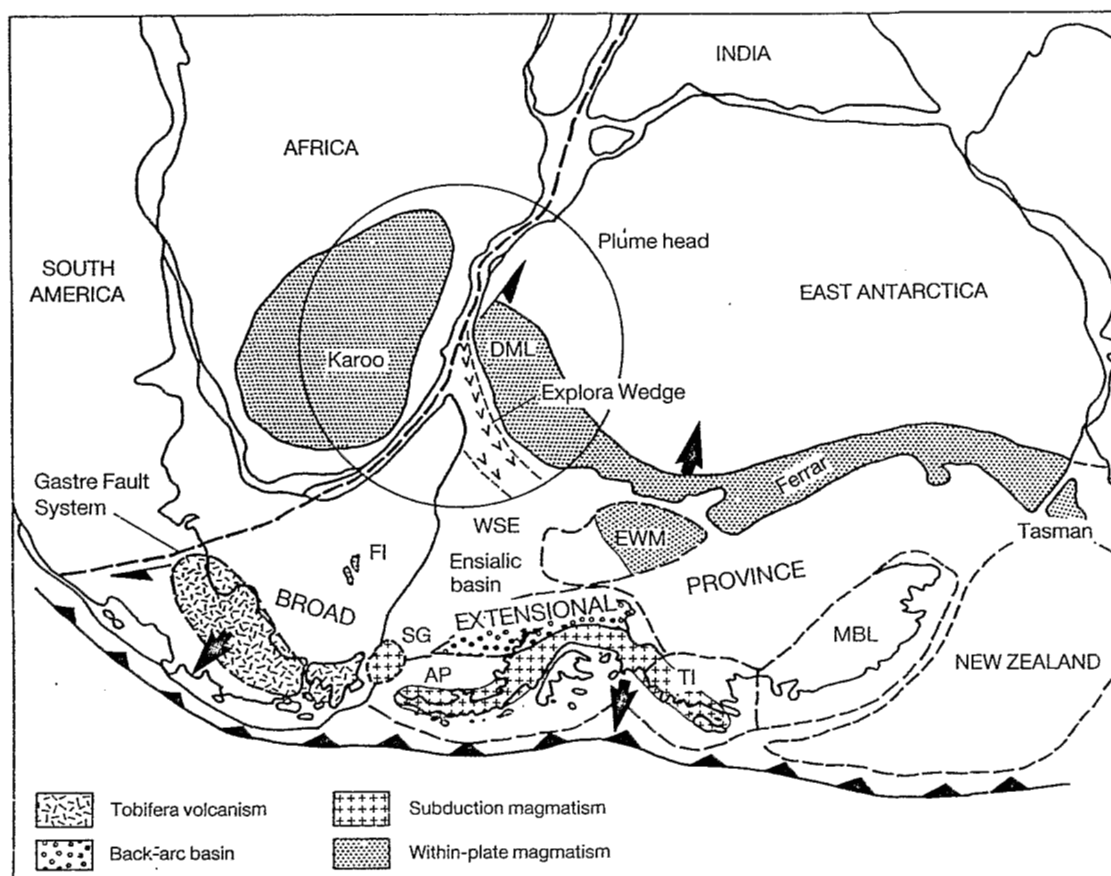 INDIA
AFRICA
Plume head
SOUTH
AMERICA
EAST ANTARCTICA
Karoo
DML
Explora Wedge
Gastre Fault
System
Ferrar
WSE
EWM
Tasman
FI
Ensialic
basin
PROVINCE
BROAD
EXTENSIONAL
SG
MBL
AP
TI
NEW ZEALAND
Tobifera volcanism
Subduction magmatism
Back-arc basin
Within-plate magmatism